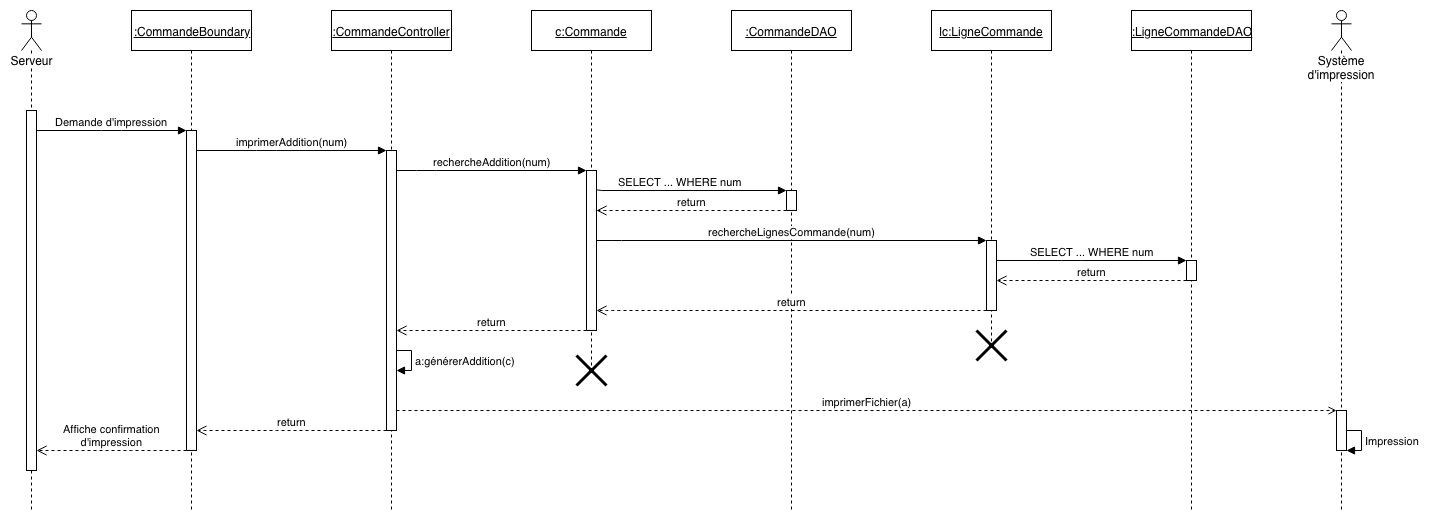 :CommandeBoundary
:CommandeController
c:Commande
:CommandeDAO
lc:LigneCommande
:LigneCommandeDAO
Serveur
Système
d'impression
Demande d'impression
imprimerAddition(num)
rechercheAddition(num)
SELECT ... WHERE num
return
rechercheLignesCommande(num)
SELECT ... WHERE num
return
return
return
a:générerAddition(c)
imprimerFichier(a)
return
Affiche confirmation
d'impression
Impression